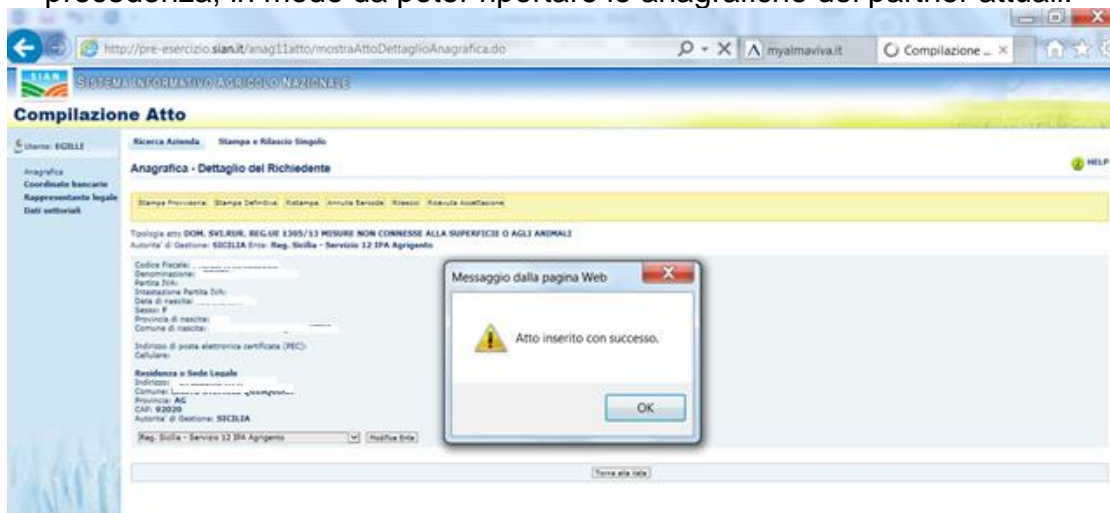 precedenza, in modo da poter riportare le anagrafiche dei partner attuali.
http://pre-esercizio.sian.it/anag11atto/mostraAttoDettaglioAnagrafica.do
myalmaviva.it
Compilazione ...
SIAN
SISTEMA INFORMATIVO AGRICOLO NAZIONALE
Compilazione Atto
Utente: EGILLI
Ricerca Azienda Stampa e Rilascio Singolo
HELP
Anagrafica
Coordinate bancarie
Rappresentante legale
Dati settoriali
Anagrafica - Dettaglio del Richiedente
Stampa Provvisoria Stampa Definitiva Ristampa Annulla Barcode Rilascio Ricevuta Accettazione
Tipologia atto DOM. SVI.RUR. REG.UE 1305/13 MISURE NON CONNESSE ALLA SUPERFICIE O AGLI ANIMALI
Autorita' di Gestione: SICILIA Ente: Reg. Sicilia - Servizio 12 IPA Agrigento
Codice Fiscale:
Denominazione:
Partita IVA:
Intestazione Partita IVA:
Data di nascita:
Sesso: F
Provincia di nascita:
Comune di nascita:
Indirizzo di posta elettronica certificata (PEC):
Cellulare:
Residenza o Sede Legale
Indirizzo:
Comune:
Provincia: AG
CAP: 92020
Autorita' di Gestione: SICILIA
Reg. Sicilia - Servizio 12 IPA Agrigento Modifica Ente
Messaggio dalla pagina Web
Atto inserito con successo.
OK
Torna alla lista